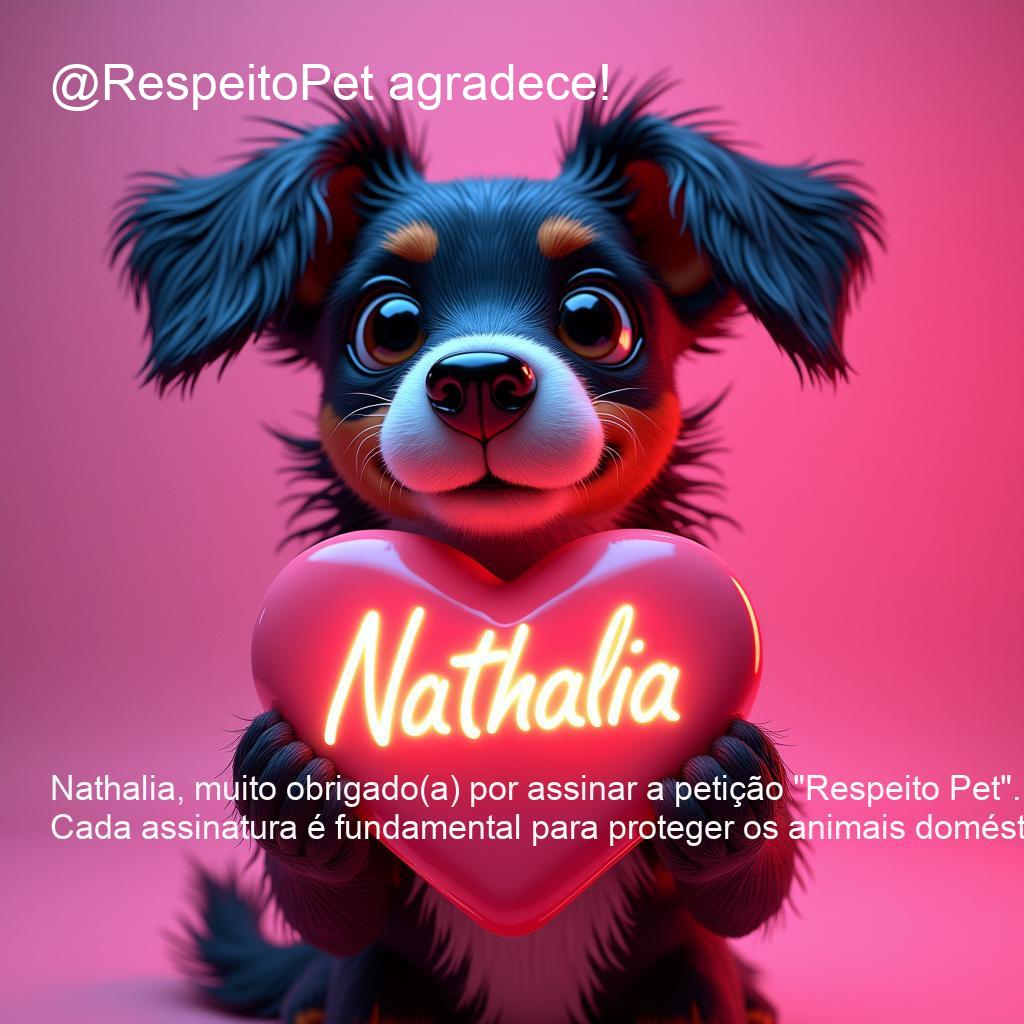 @RespeitoPet agradece!
Nathalia
Nathalia, muito obrigado(a) por assinar a petição "Respeito Pet".
Cada assinatura é fundamental para proteger os animais domést